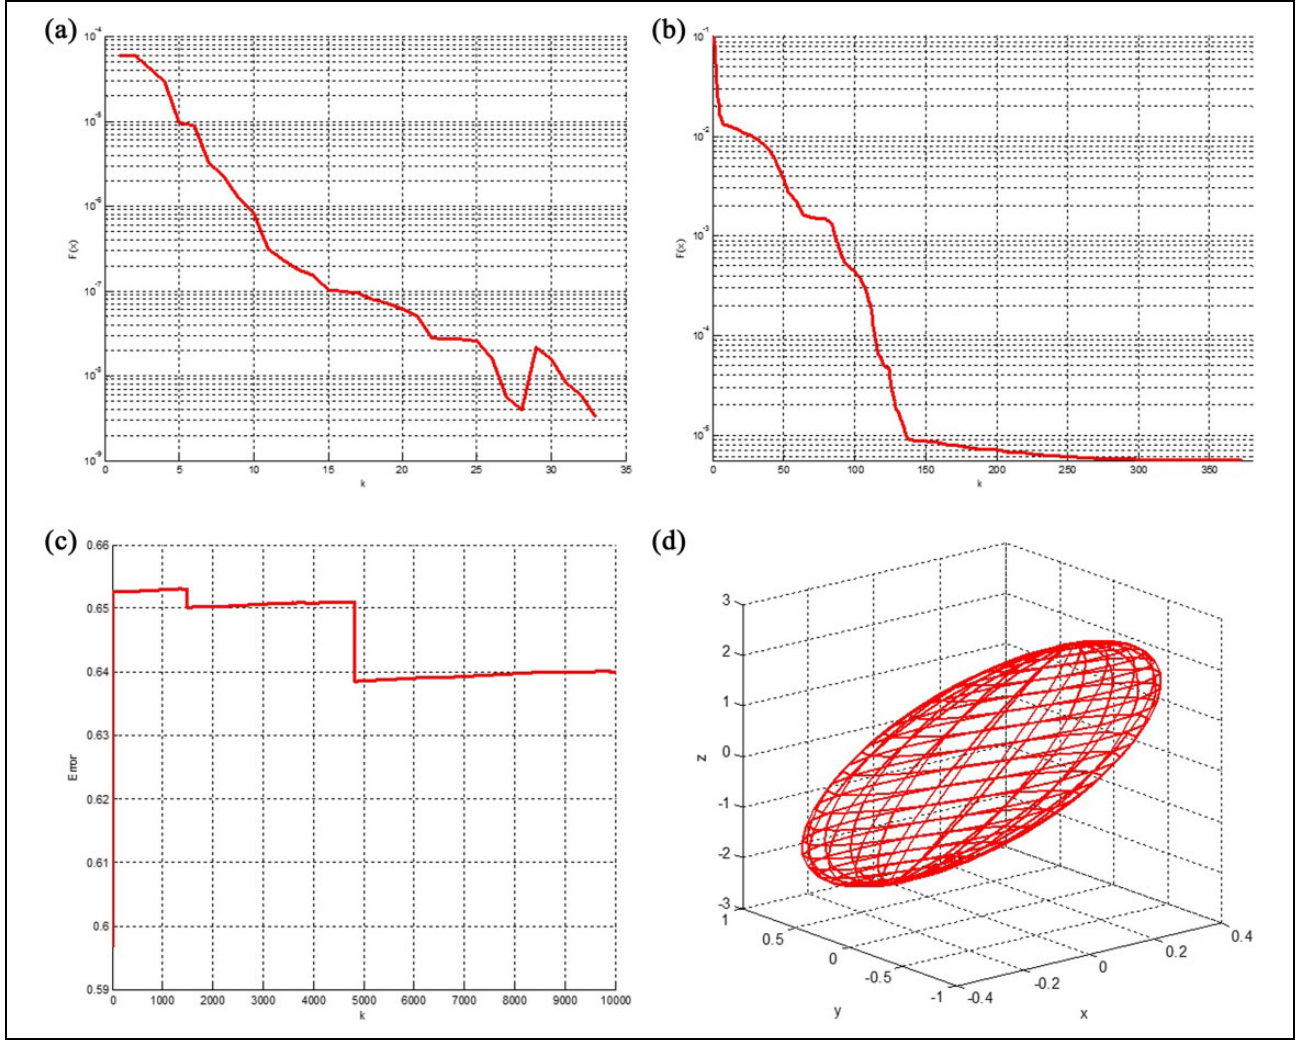 (a)
10^-4
10^-5
10^-6
10^-7
10^-8
10^-9
F(x)
0 5 10 15 20 25 30 35
k
(b)
10^-1
10^-2
10^-3
10^-4
10^-5
F(x)
0 50 100 150 200 250 300 350
k
(c)
0.66
0.65
0.64
0.63
0.62
0.61
0.6
0.59
Error
0 1000 2000 3000 4000 5000 6000 7000 8000 9000 10000
k
(d)
3
2
1
0
-1
-2
-3
z
1 0.5 0 -0.5 -1
y
-0.4 -0.2 0 0.2 0.4
x